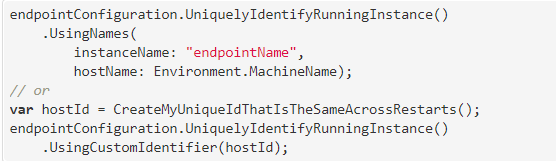 endpointConfiguration.UniquelyIdentifyRunningInstance()
    .UsingNames(
        instanceName: "endpointName",
        hostName: Environment.MachineName);
// or
var hostId = CreateMyUniqueIdThatIsTheSameAcrossRestarts();
endpointConfiguration.UniquelyIdentifyRunningInstance()
    .UsingCustomIdentifier(hostId);